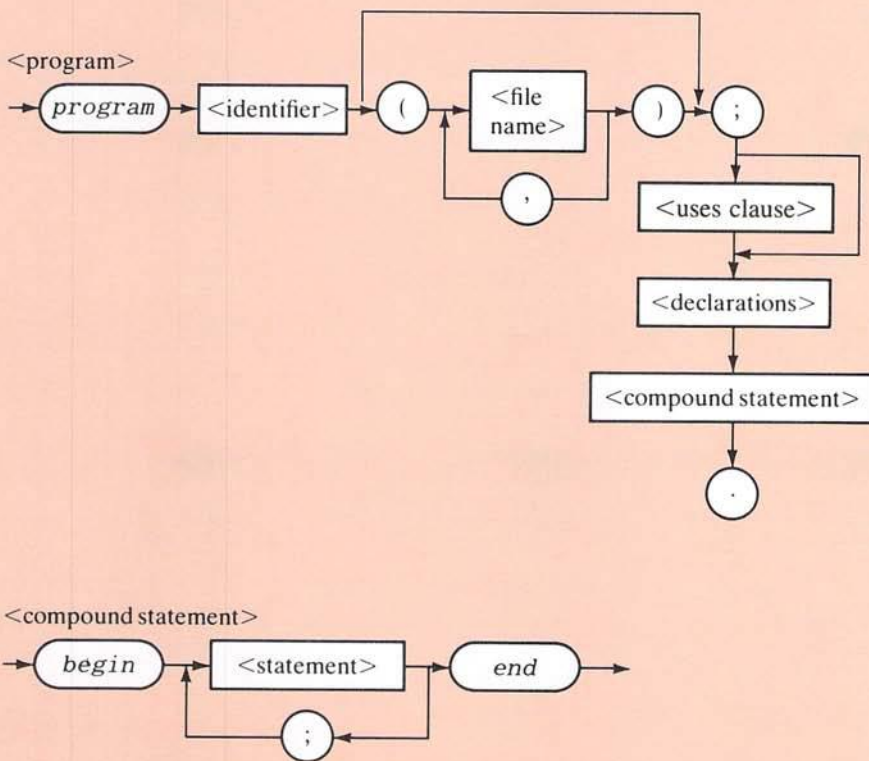 <program>
program
<identifier>
(
<file
name>
)
;
,
<uses clause>
<declarations>
<compound statement>
.
<compound statement>
begin
<statement>
end
;